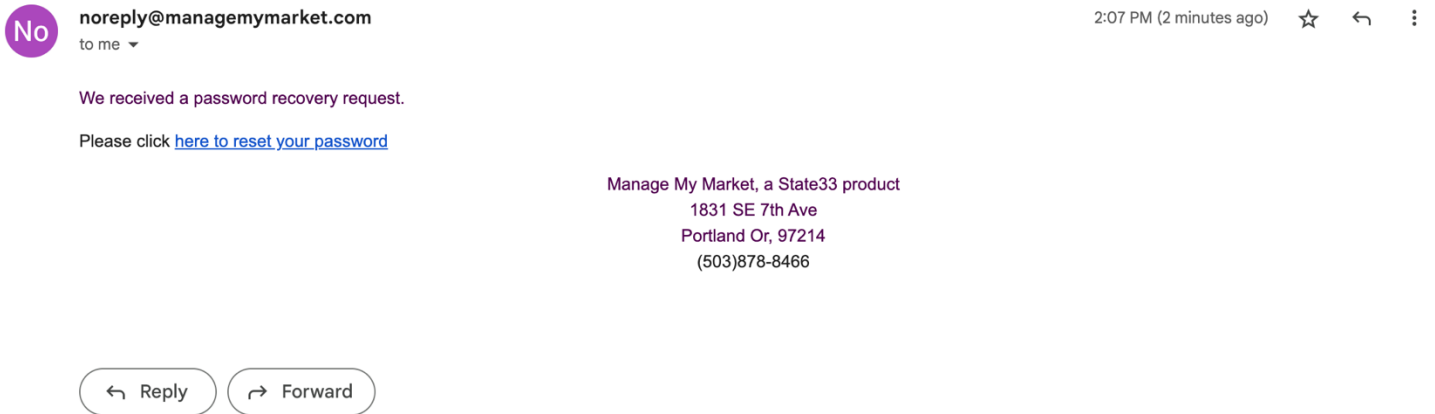 No
noreply@managemymarket.com
2:07 PM (2 minutes ago)
to me
We received a password recovery request.
Please click here to reset your password
Manage My Market, a State33 product
1831 SE 7th Ave
Portland Or, 97214
(503)878-8466
Reply
Forward